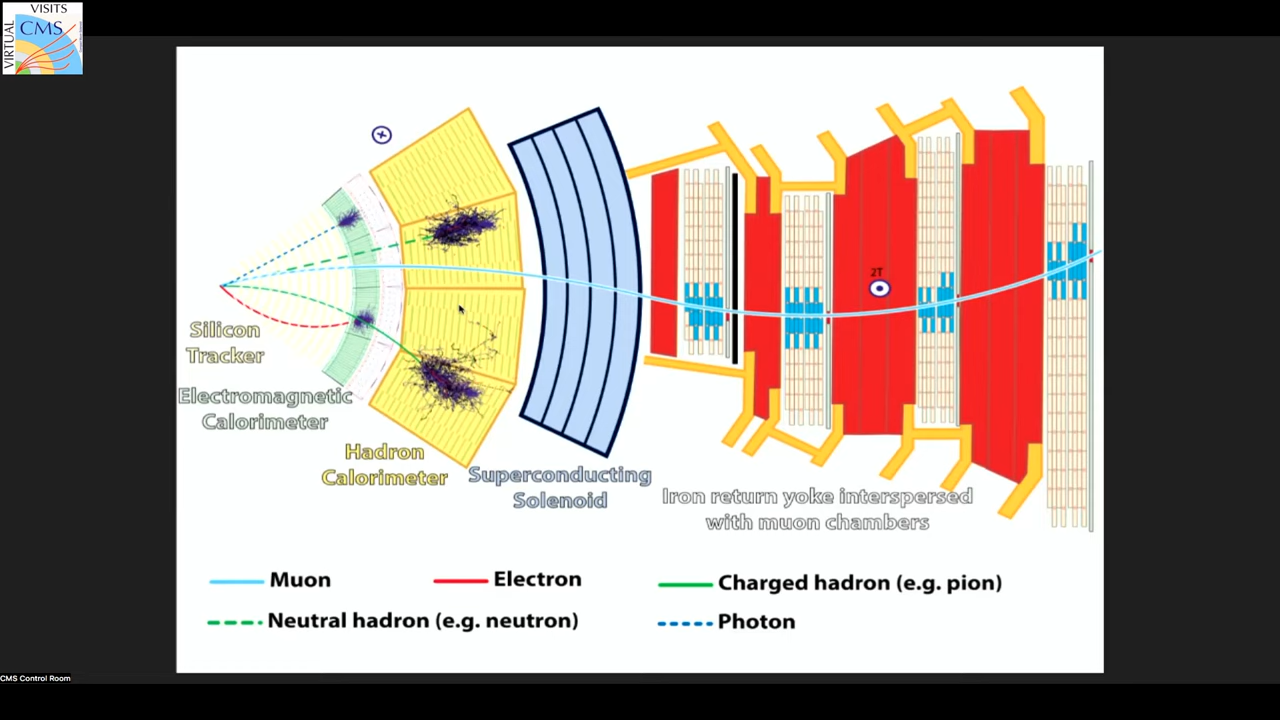 VISITS
CMS
VIRTUAL
2T
Silicon
Tracker
Electromagnetic
Calorimeter
Hadron
Calorimeter
Superconducting
Solenoid
Iron return yoke interspersed
with muon chambers
Muon
Electron
Charged hadron (e.g. pion)
Neutral hadron (e.g. neutron)
Photon
CMS Control Room